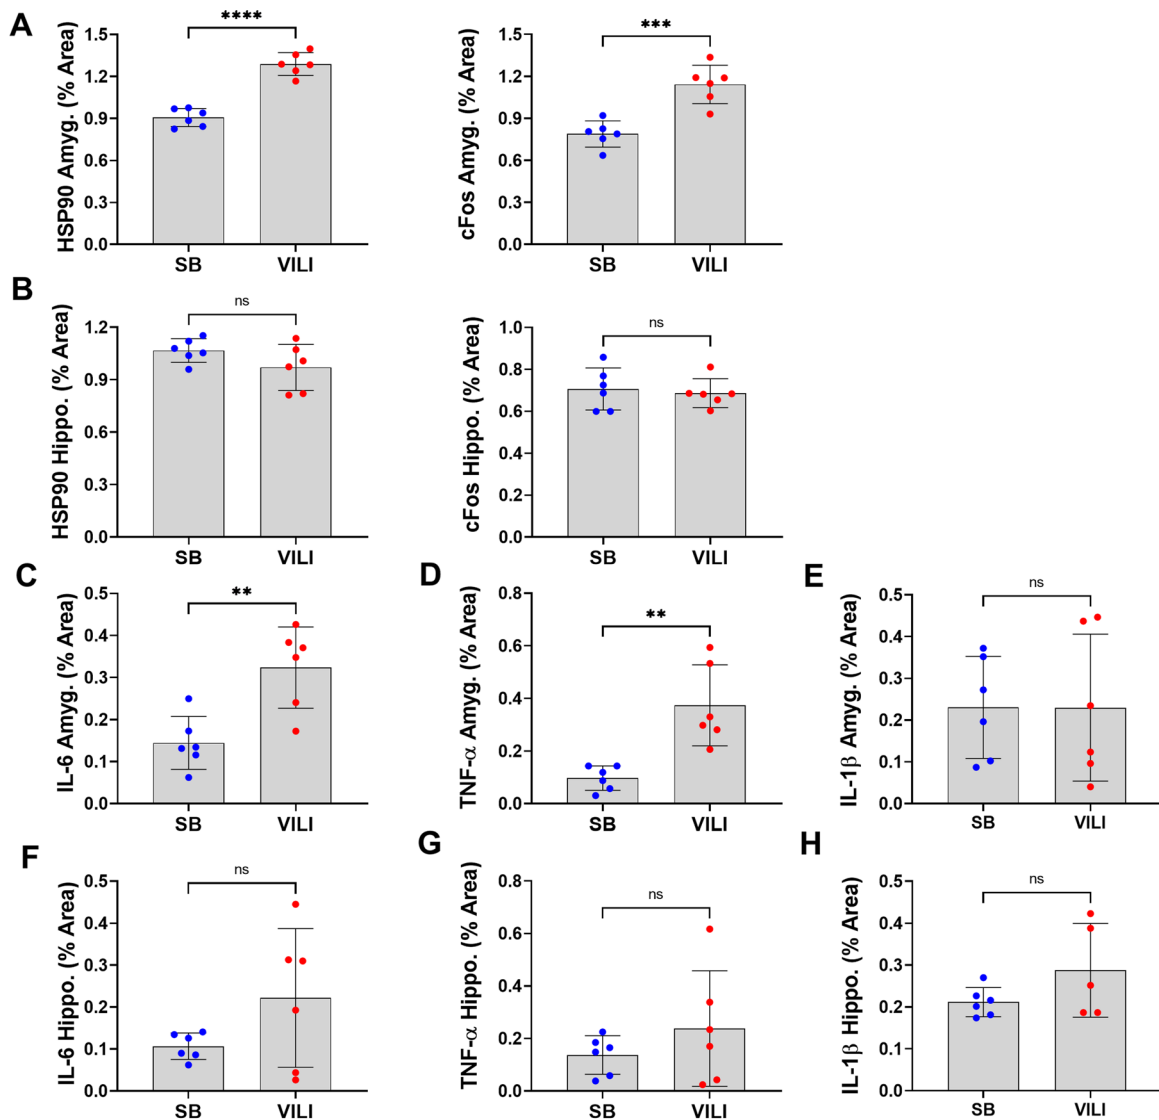 A
HSP90 Amyg. (% Area)
1.5
1.2
0.9
0.6
0.3
0.0
****
SB
VILI
cFos Amyg. (% Area)
1.5
1.2
0.9
0.6
0.3
0.0
***
SB
VILI
B
HSP90 Hippo. (% Area)
1.2
0.9
0.6
0.3
0.0
ns
SB
VILI
cFos Hippo. (% Area)
1.0
0.8
0.6
0.4
0.2
0.0
ns
SB
VILI
C
IL-6 Amyg. (% Area)
0.5
0.4
0.3
0.2
0.1
0.0
**
SB
VILI
D
TNF-α Amyg. (% Area)
0.8
0.6
0.4
0.2
0.0
**
SB
VILI
E
IL-1β Amyg. (% Area)
0.5
0.4
0.3
0.2
0.1
0.0
ns
SB
VILI
F
IL-6 Hippo. (% Area)
0.5
0.4
0.3
0.2
0.1
0.0
ns
SB
VILI
G
TNF-α Hippo. (% Area)
0.8
0.6
0.4
0.2
0.0
ns
SB
VILI
H
IL-1β Hippo. (% Area)
0.5
0.4
0.3
0.2
0.1
0.0
ns
SB
VILI